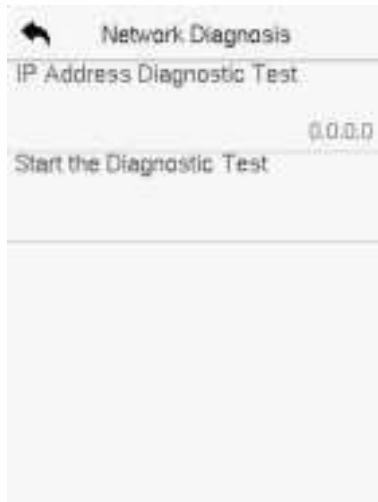 Network Diagnosis
IP Address Diagnostic Test
0.0.0.0
Start the Diagnostic Test